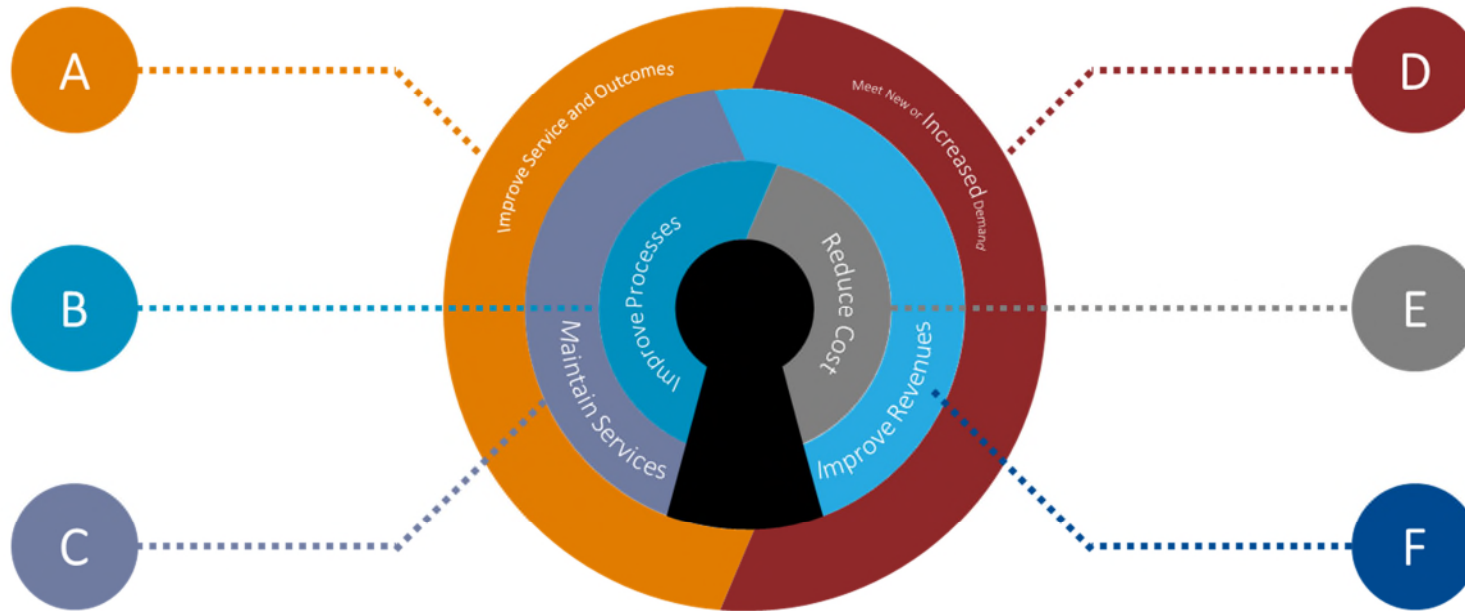 A
B
C
Improve Service and Outcomes
Maintain Services
Improve Processes
Reduce Cost
Improve Revenues
Meet New or Increased Demand
D
E
F